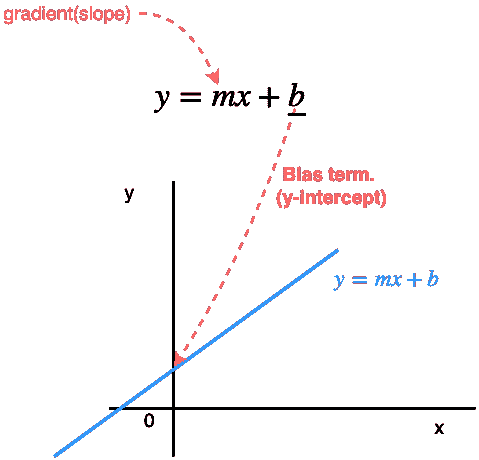 gradient(slope)
y = mx + b
Bias term.
(y-intercept)
y
y = mx + b
0
x